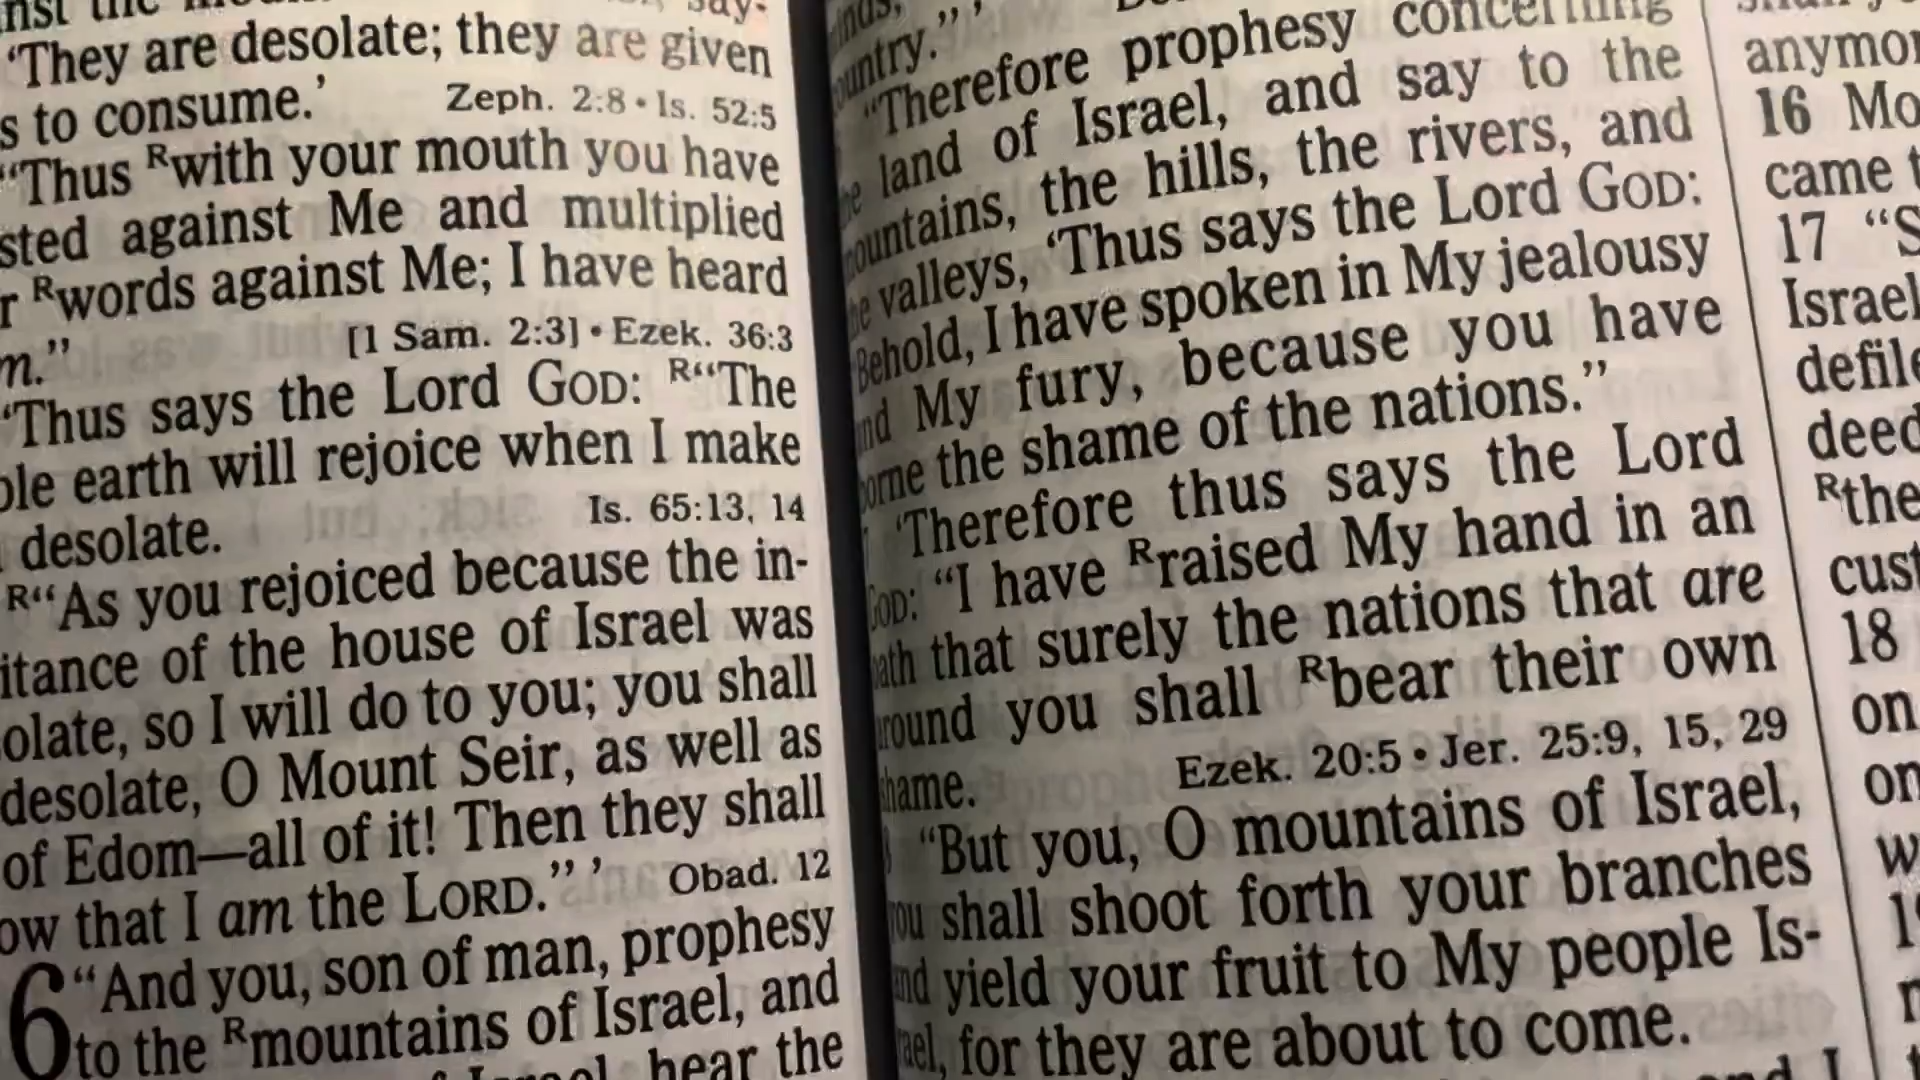 'They are desolate; they are given
s to consume.' Zeph. 2:8 • Is. 52:5
"Thus Rwith your mouth you have
sted against Me and multiplied
r Rwords against Me; I have heard
m." [1 Sam. 2:3] • Ezek. 36:3
'Thus says the Lord GOD: R"The
ole earth will rejoice when I make
desolate. Is. 65:13, 14
R"As you rejoiced because the in-
itance of the house of Israel was
olate, so I will do to you; you shall
desolate, O Mount Seir, as well as
of Edom—all of it! Then they shall
ow that I am the LORD." ' Obad. 12
6 "And you, son of man, prophesy
to the Rmountains of Israel, and
hear the
ountry." '
"Therefore prophesy concerning
he land of Israel, and say to the
ountains, the hills, the rivers, and
he valleys, 'Thus says the Lord GOD:
"Behold, I have spoken in My jealousy
nd My fury, because you have
orne the shame of the nations."
'Therefore thus says the Lord
GOD: "I have Rraised My hand in an
oath that surely the nations that are
around you shall Rbear their own
shame. Ezek. 20:5 • Jer. 25:9, 15, 29
"But you, O mountains of Israel,
you shall shoot forth your branches
and yield your fruit to My people Is-
rael, for they are about to come.
anymor
16 Mo
came t
17 "S
Israel
defile
deed
Rthe
cust
18
on
on
w
19